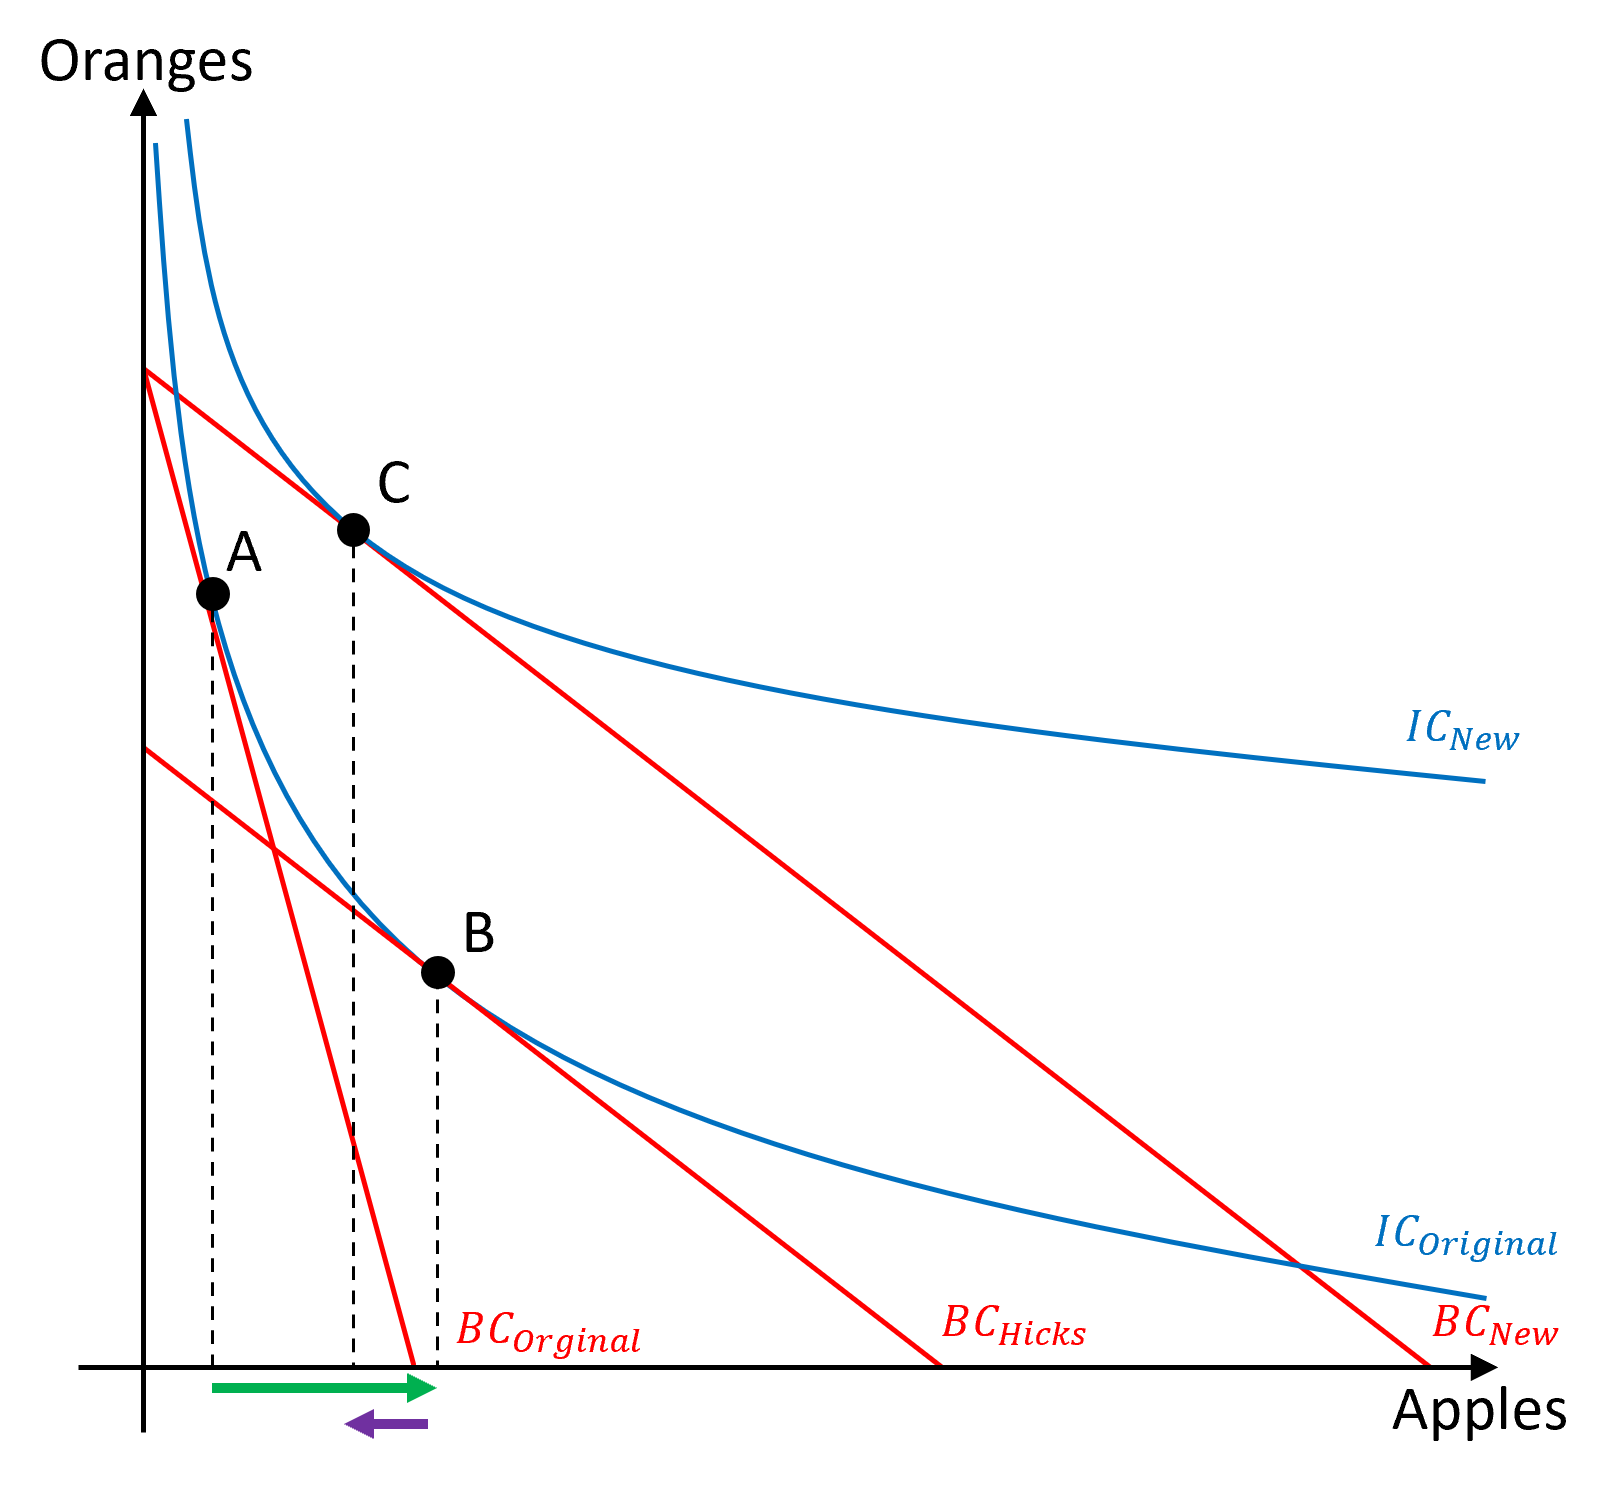 Oranges
C
A
IC_New
B
IC_Original
BC_Orginal
BC_Hicks
BC_New
Apples